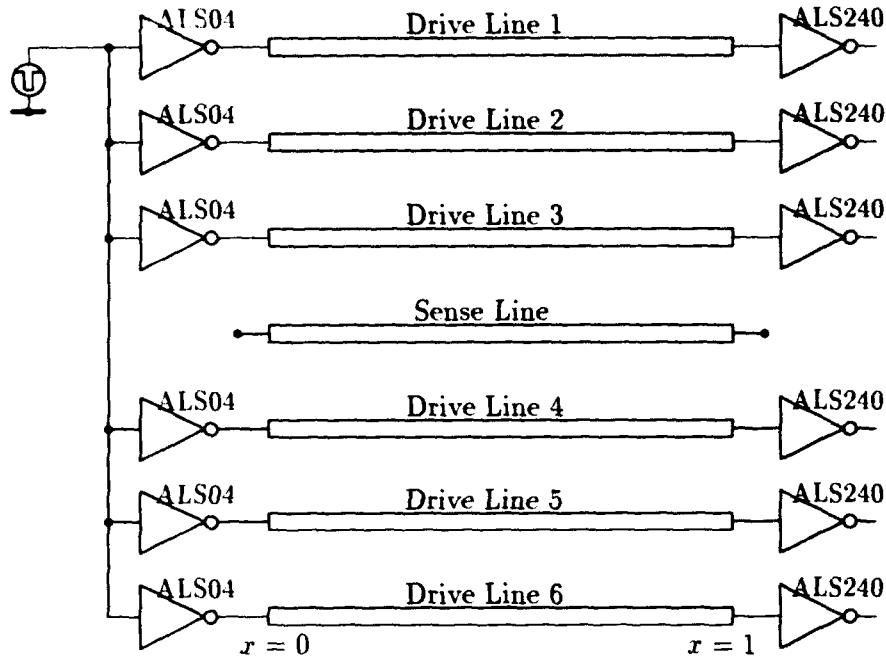 ALS04 Drive Line 1 ALS240
ALS04 Drive Line 2 ALS240
ALS04 Drive Line 3 ALS240
Sense Line
ALS04 Drive Line 4 ALS240
ALS04 Drive Line 5 ALS240
ALS04 Drive Line 6 ALS240
x = 0 x = 1